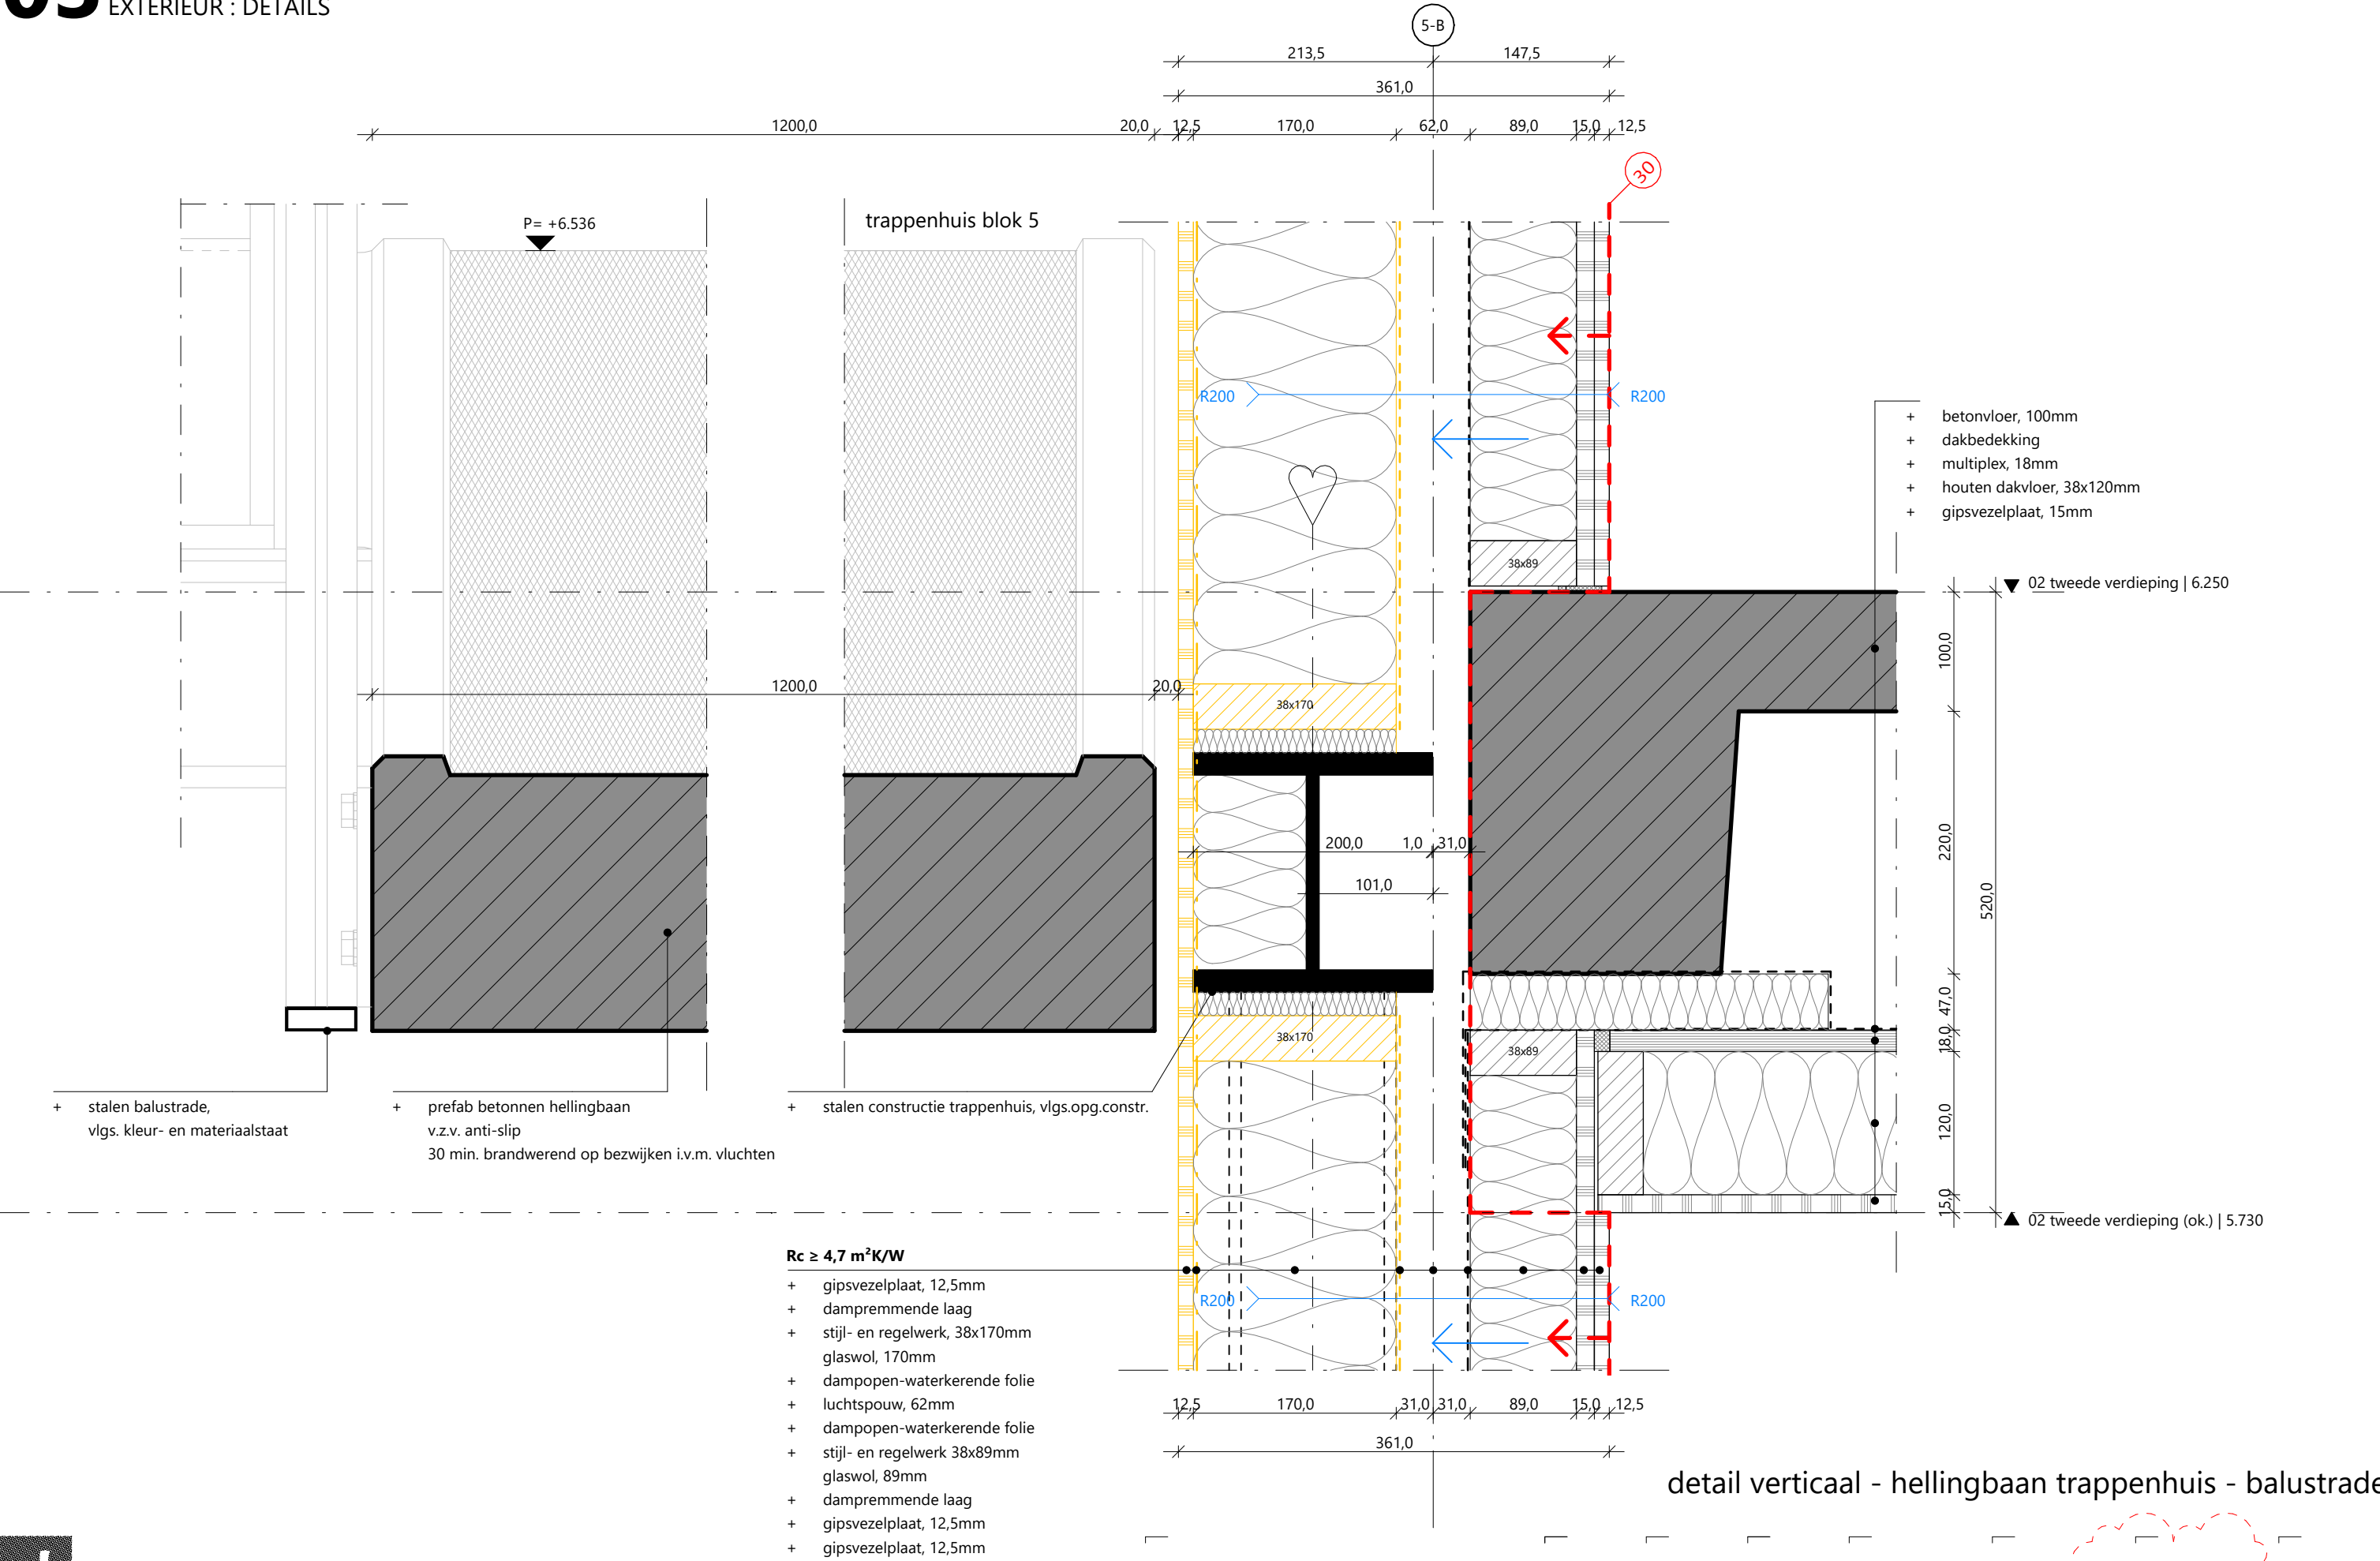 03 EXTERIEUR : DETAILS
5-B
213,5 147,5
361,0
1200,0 20,0 12,5 170,0 62,0 89,0 15,0 12,5
30
P= +6.536
trappenhuis blok 5
R200 R200
+ betonvloer, 100mm
+ dakbedekking
+ multiplex, 18mm
+ houten dakvloer, 38x120mm
+ gipsvezelplaat, 15mm
38x89
02 tweede verdieping | 6.250
100,0
1200,0 20,0
38x170
200,0 1,0 31,0
220,0
101,0
520,0
47,0
38x170
38x89
18,0
120,0
15,0
+ stalen balustrade,
vlgs. kleur- en materiaalstaat
+ prefab betonnen hellingbaan
v.z.v. anti-slip
30 min. brandwerend op bezwijken i.v.m. vluchten
+ stalen constructie trappenhuis, vlgs.opg.constr.
02 tweede verdieping (ok.) | 5.730
Rc ≥ 4,7 m²K/W
+ gipsvezelplaat, 12,5mm
+ dampremmende laag
+ stijl- en regelwerk, 38x170mm
glaswol, 170mm
+ dampopen-waterkerende folie
+ luchtspouw, 62mm
+ dampopen-waterkerende folie
+ stijl- en regelwerk 38x89mm
glaswol, 89mm
+ dampremmende laag
+ gipsvezelplaat, 12,5mm
+ gipsvezelplaat, 12,5mm
R200 R200
12,5 170,0 31,0 31,0 89,0 15,0 12,5
361,0
detail verticaal - hellingbaan trappenhuis - balustrade